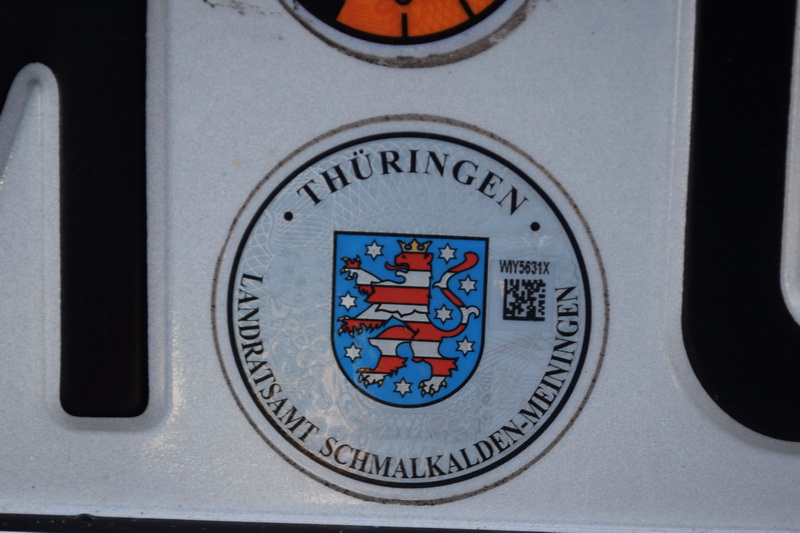 • THÜRINGEN •
WIY5631X
LANDRATSAMT SCHMALKALDEN-MEININGEN